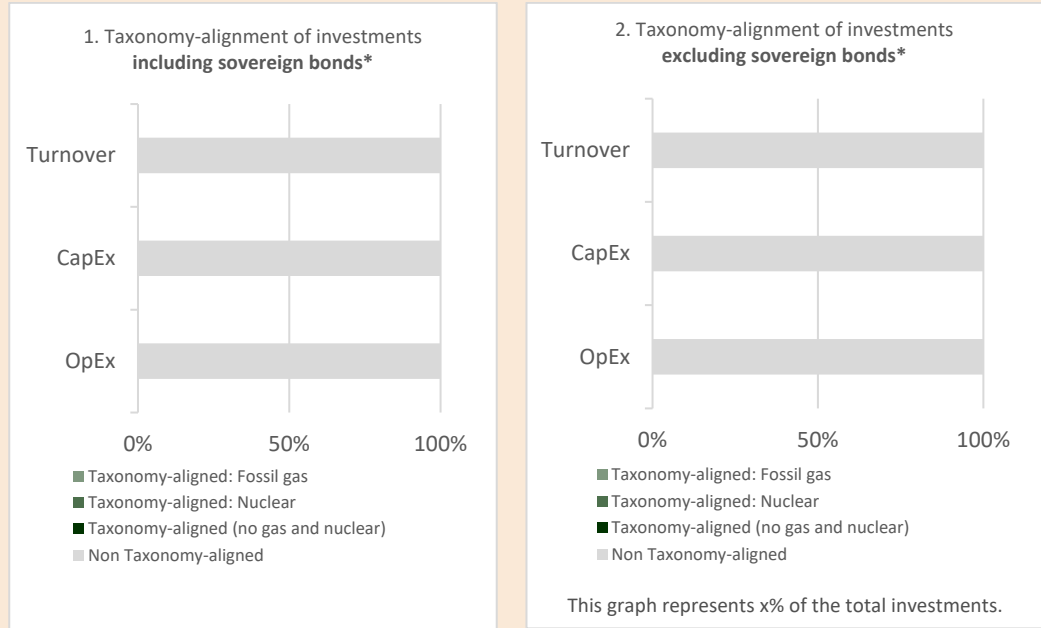 1. Taxonomy-alignment of investments
including sovereign bonds*
Turnover
CapEx
OpEx
0% 50% 100%
Taxonomy-aligned: Fossil gas
Taxonomy-aligned: Nuclear
Taxonomy-aligned (no gas and nuclear)
Non Taxonomy-aligned
2. Taxonomy-alignment of investments
excluding sovereign bonds*
Turnover
CapEx
OpEx
0% 50% 100%
Taxonomy-aligned: Fossil gas
Taxonomy-aligned: Nuclear
Taxonomy-aligned (no gas and nuclear)
Non Taxonomy-aligned
This graph represents x% of the total investments.